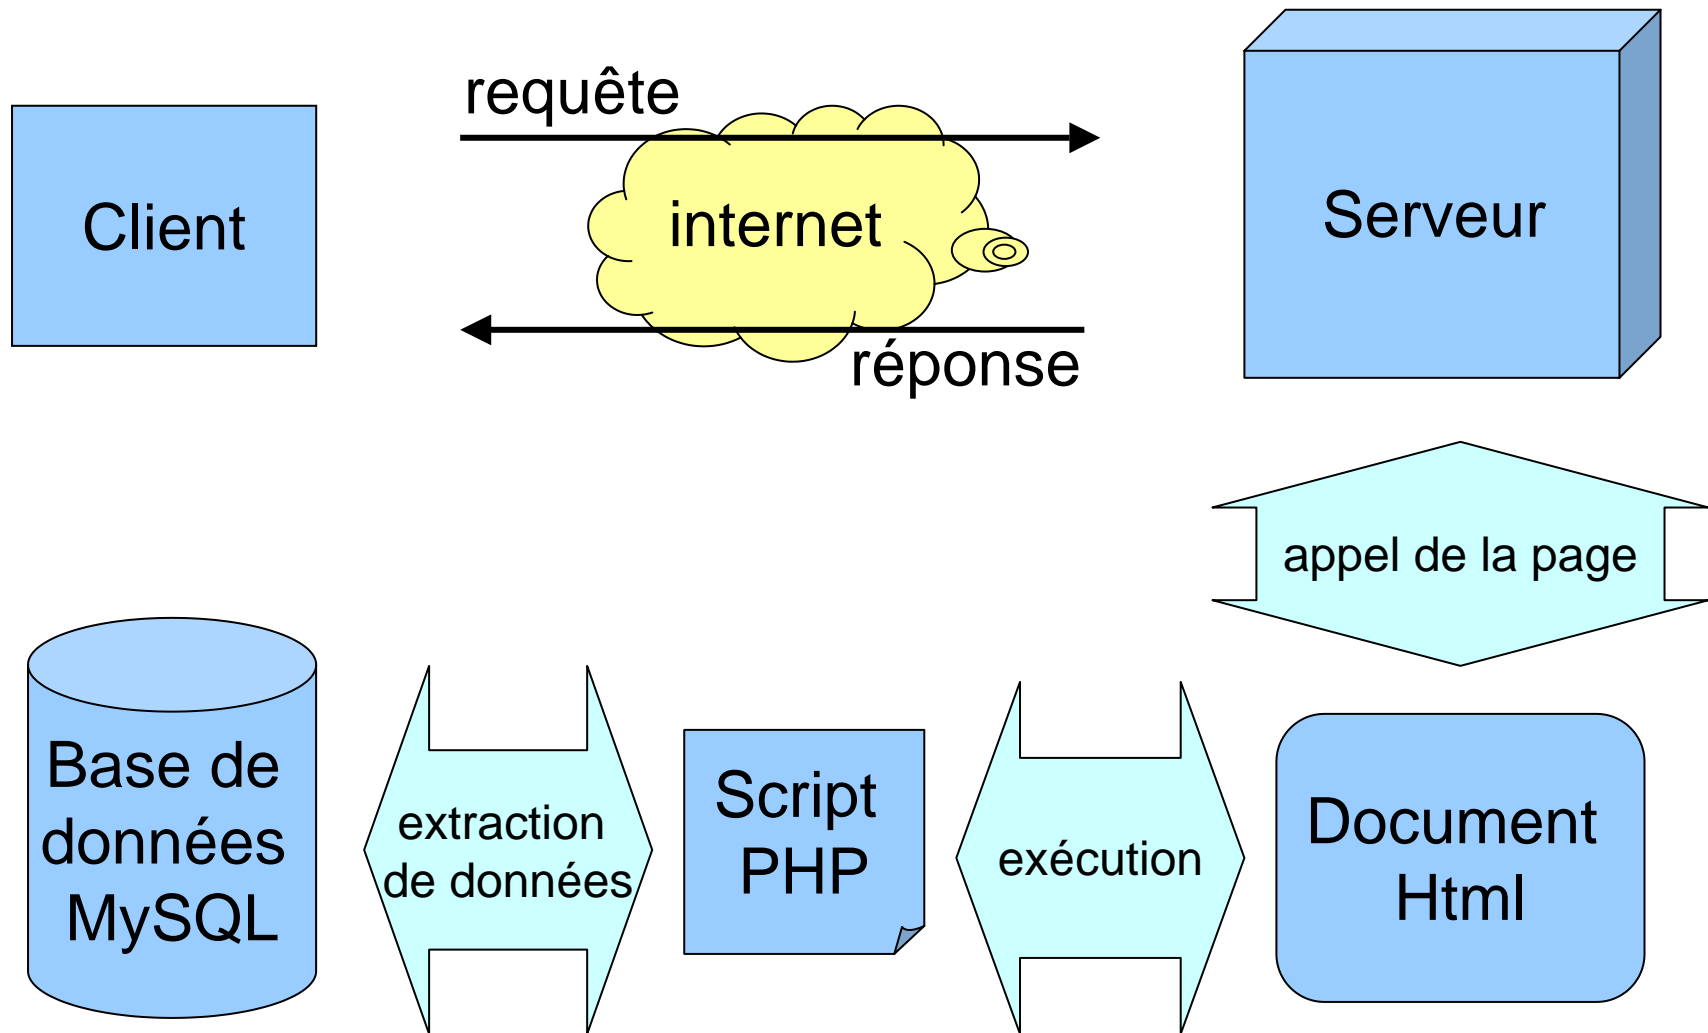 requête
Client
internet
Serveur
réponse
appel de la page
Base de
données
MySQL
extraction
de données
Script
PHP
exécution
Document
Html